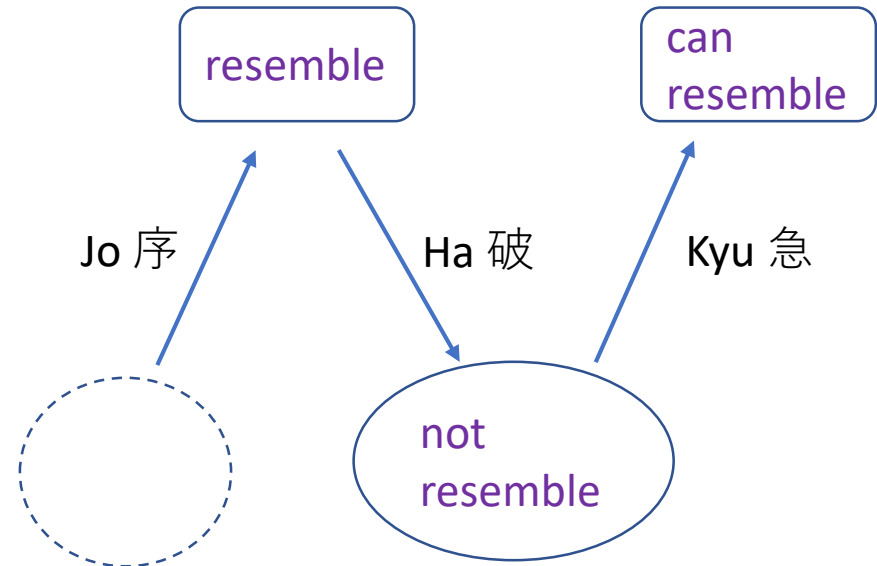 resemble
can
resemble
Jo 序
Ha 破
Kyu 急
not
resemble